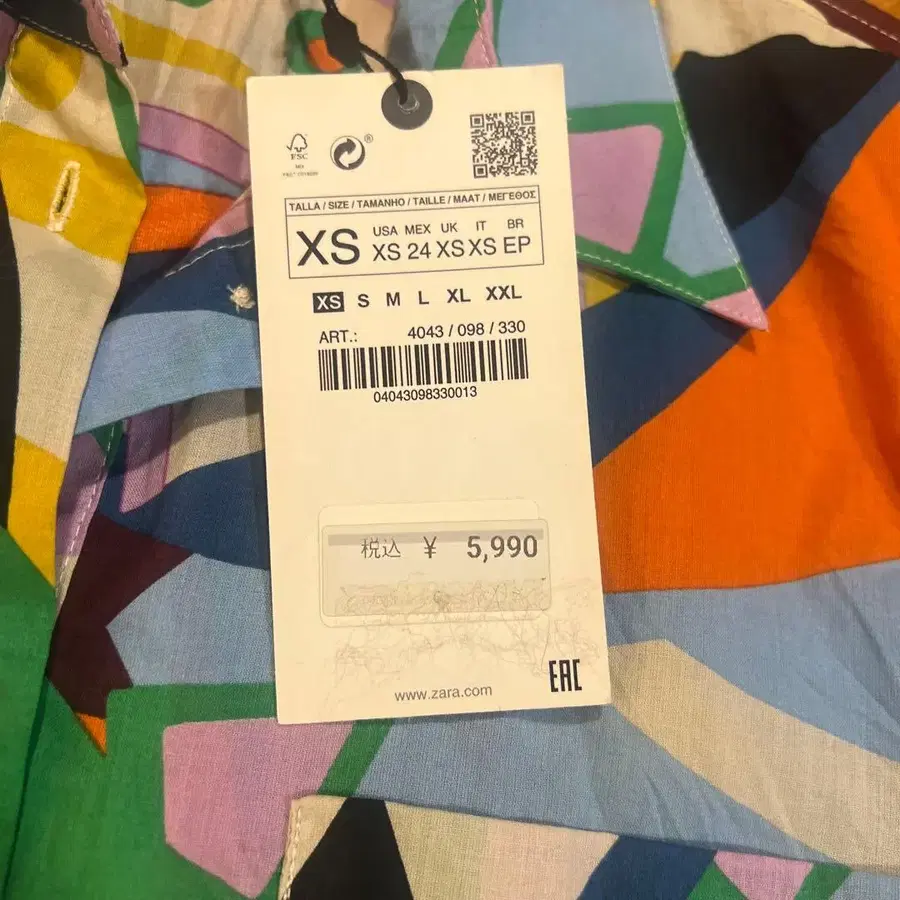 FSC
MIX
®
TALLA / SIZE / TAMANHO / TAILLE / MAAT / ΜΕΓΕΘΟΣ
XS
USA MEX UK IT BR
XS 24 XS XS EP
XS S M L XL XXL
ART.: 4043 / 098 / 330
04043098330013
税込 ¥ 5,990
www.zara.com
EAC